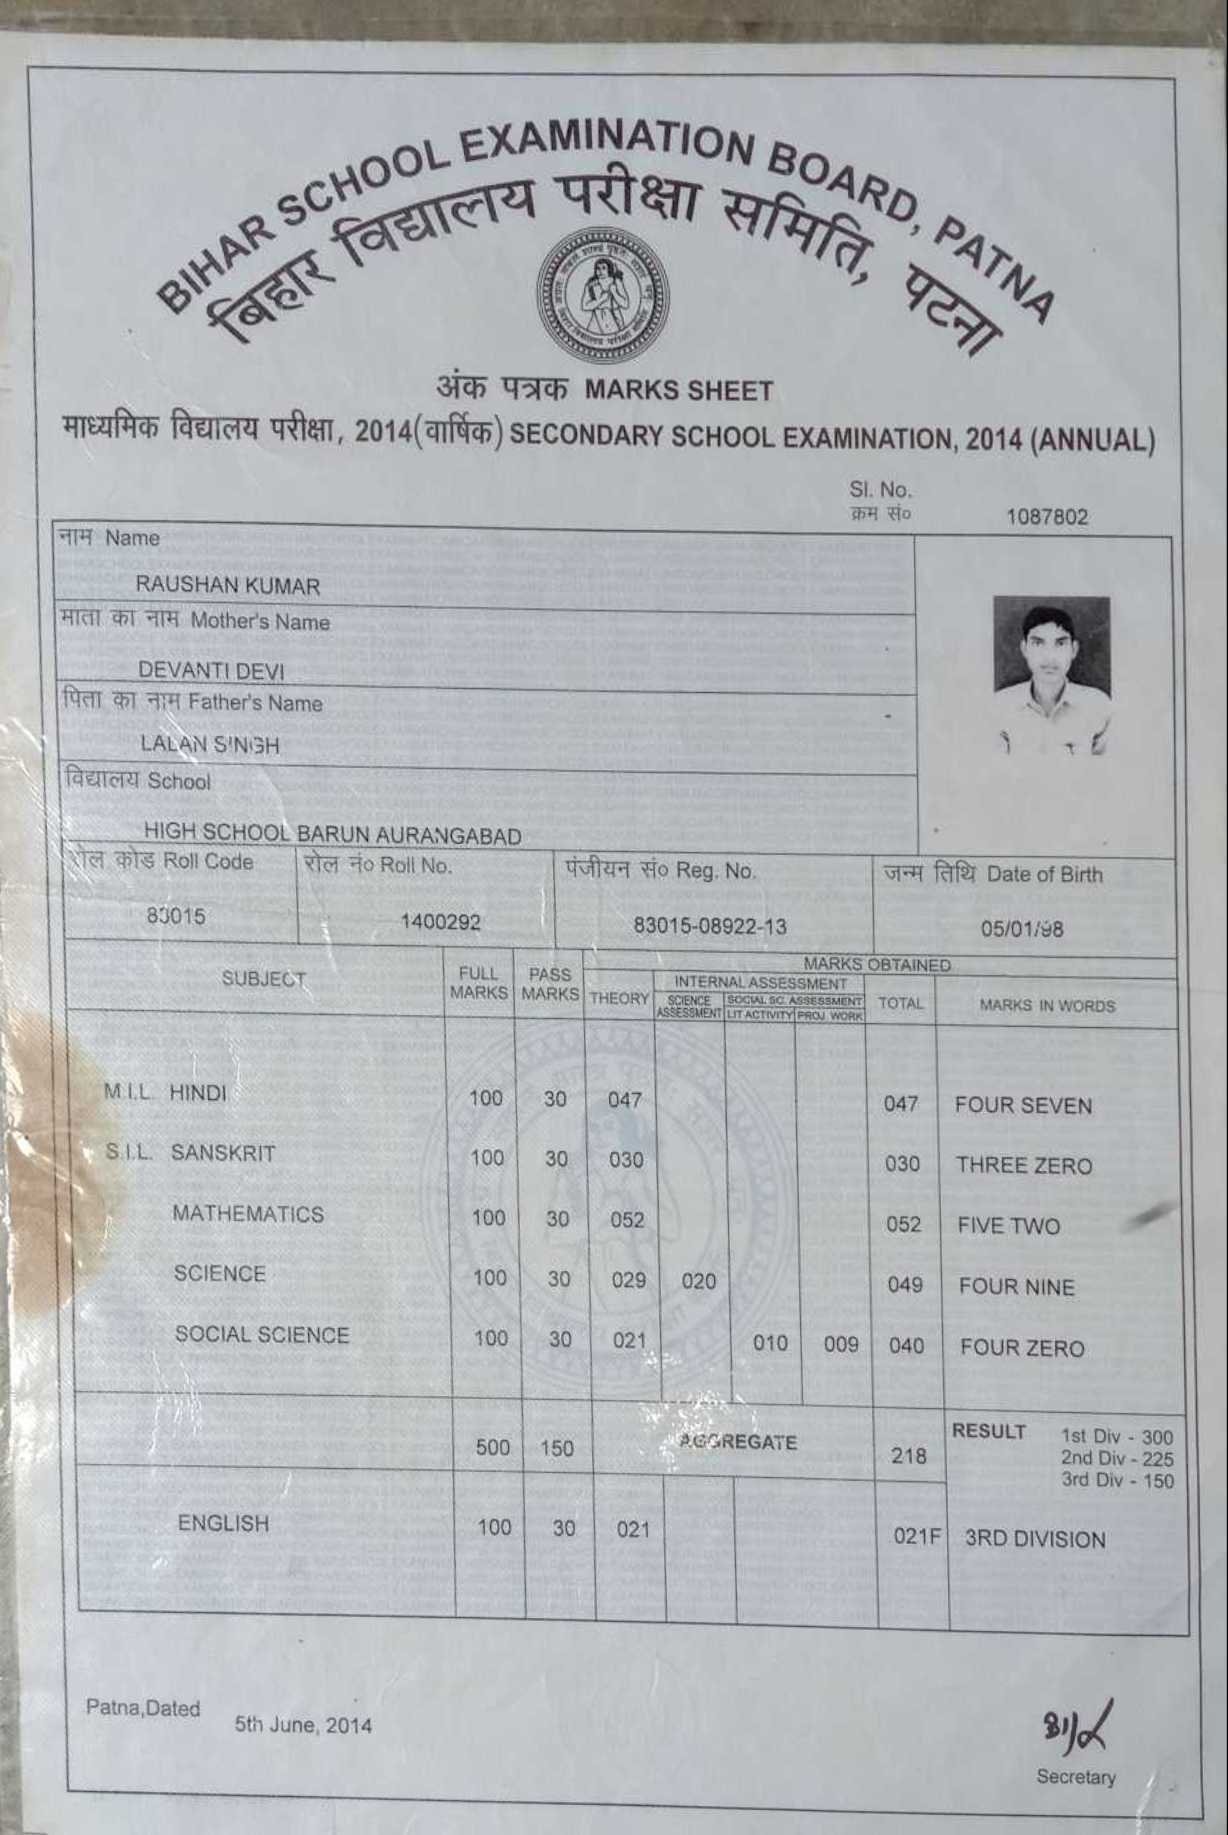 BIHAR SCHOOL EXAMINATION BOARD, PATNA
बिहार विद्यालय परीक्षा समिति, पटना
अंक पत्रक MARKS SHEET
माध्यमिक विद्यालय परीक्षा, 2014(वार्षिक) SECONDARY SCHOOL EXAMINATION, 2014 (ANNUAL)
Sl. No.
क्रम सं० 1087802
नाम Name
RAUSHAN KUMAR
माता का नाम Mother's Name
DEVANTI DEVI
पिता का नाम Father's Name
LALAN SINGH
विद्यालय School
HIGH SCHOOL BARUN AURANGABAD
रोल कोड Roll Code रोल नं० Roll No. पंजीयन सं० Reg. No. जन्म तिथि Date of Birth
83015 1400292 83015-08922-13 05/01/98
MARKS OBTAINED
SUBJECT FULL MARKS PASS MARKS THEORY INTERNAL ASSESSMENT TOTAL MARKS IN WORDS
SCIENCE ASSESSMENT SOCIAL SC. ASSESSMENT
LIT ACTIVITY PROJ. WORK
M.I.L. HINDI 100 30 047 047 FOUR SEVEN
S.I.L. SANSKRIT 100 30 030 030 THREE ZERO
MATHEMATICS 100 30 052 052 FIVE TWO
SCIENCE 100 30 029 020 049 FOUR NINE
SOCIAL SCIENCE 100 30 021 010 009 040 FOUR ZERO
500 150 AGGREGATE 218 RESULT 1st Div - 300
2nd Div - 225
3rd Div - 150
ENGLISH 100 30 021 021F 3RD DIVISION
Patna,Dated 5th June, 2014
Secretary